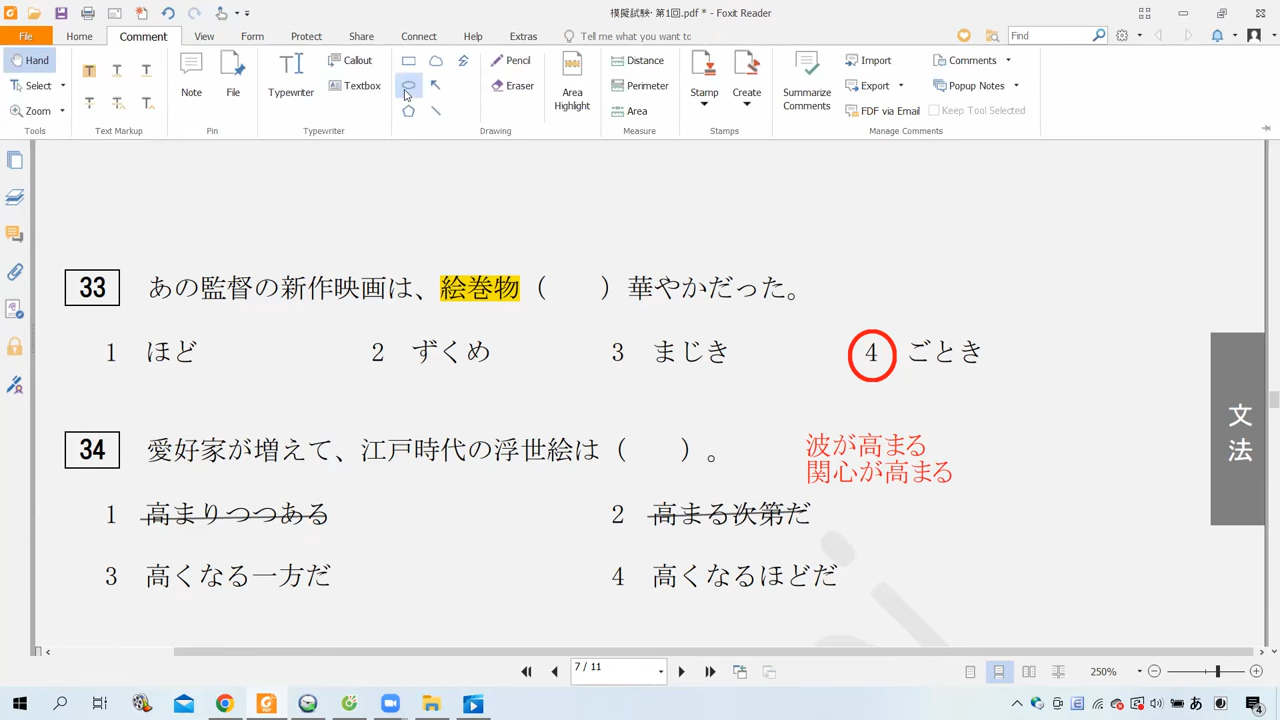 模擬試験・第1回.pdf * - Foxit Reader
File Home Comment View Form Protect Share Connect Help Extras Tell me what you want to Find
Hand Select Zoom Tools
Text Markup
Note File Pin
Typewriter Callout Textbox Typewriter
Pencil Eraser Drawing
Area Highlight
Distance Perimeter Area Measure
Stamp Create Stamps
Summarize Comments Import Export FDF via Email Comments Popup Notes Keep Tool Selected Manage Comments
33 あの監督の新作映画は、絵巻物（　　）華やかだった。
1 ほど 2 ずくめ 3 まじき 4 ごとき
34 愛好家が増えて、江戸時代の浮世絵は（　　）。
波が高まる
関心が高まる
1 高まりつつある 2 高まる次第だ
3 高くなる一方だ 4 高くなるほどだ
文法
7 / 11
250%
あ
4